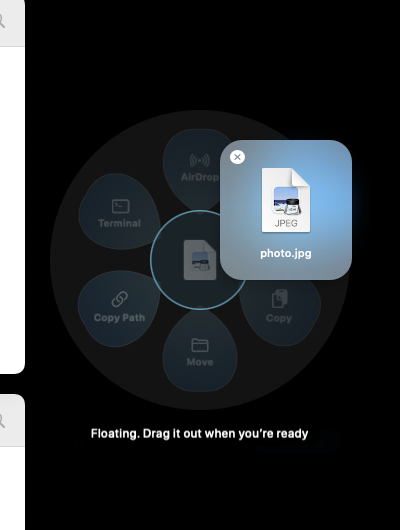 AirDrop
Terminal
JPEG
photo.jpg
Copy Path
Copy
Move
Floating. Drag it out when you’re ready